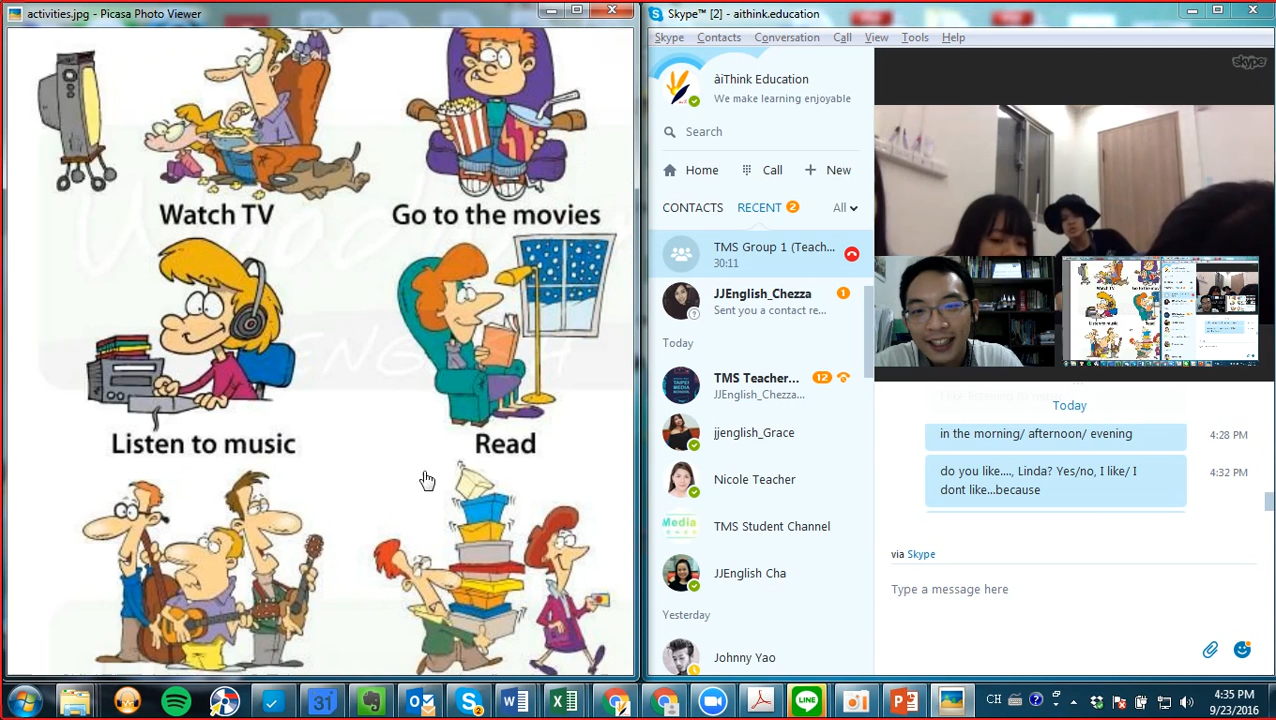 activities.jpg - Picasa Photo Viewer
Watch TV
Go to the movies
Listen to music
Read
Skype™ [2] - aithink.education
Skype Contacts Conversation Call View Tools Help
àiThink Education
We make learning enjoyable
Search
Home Call New
CONTACTS RECENT 2 All
TMS Group 1 (Teach...
30:11
JJEnglish_Chezza 1
Sent you a contact re...
Today
TMS Teacher... 12
JJEnglish_Chezza...
jjenglish_Grace
Nicole Teacher
TMS Student Channel
JJEnglish Cha
Yesterday
Johnny Yao
skype
Today
in the morning/ afternoon/ evening
4:28 PM
do you like...., Linda? Yes/no, I like/ I
dont like...because
4:32 PM
via Skype
Type a message here
CH
4:35 PM
9/23/2016